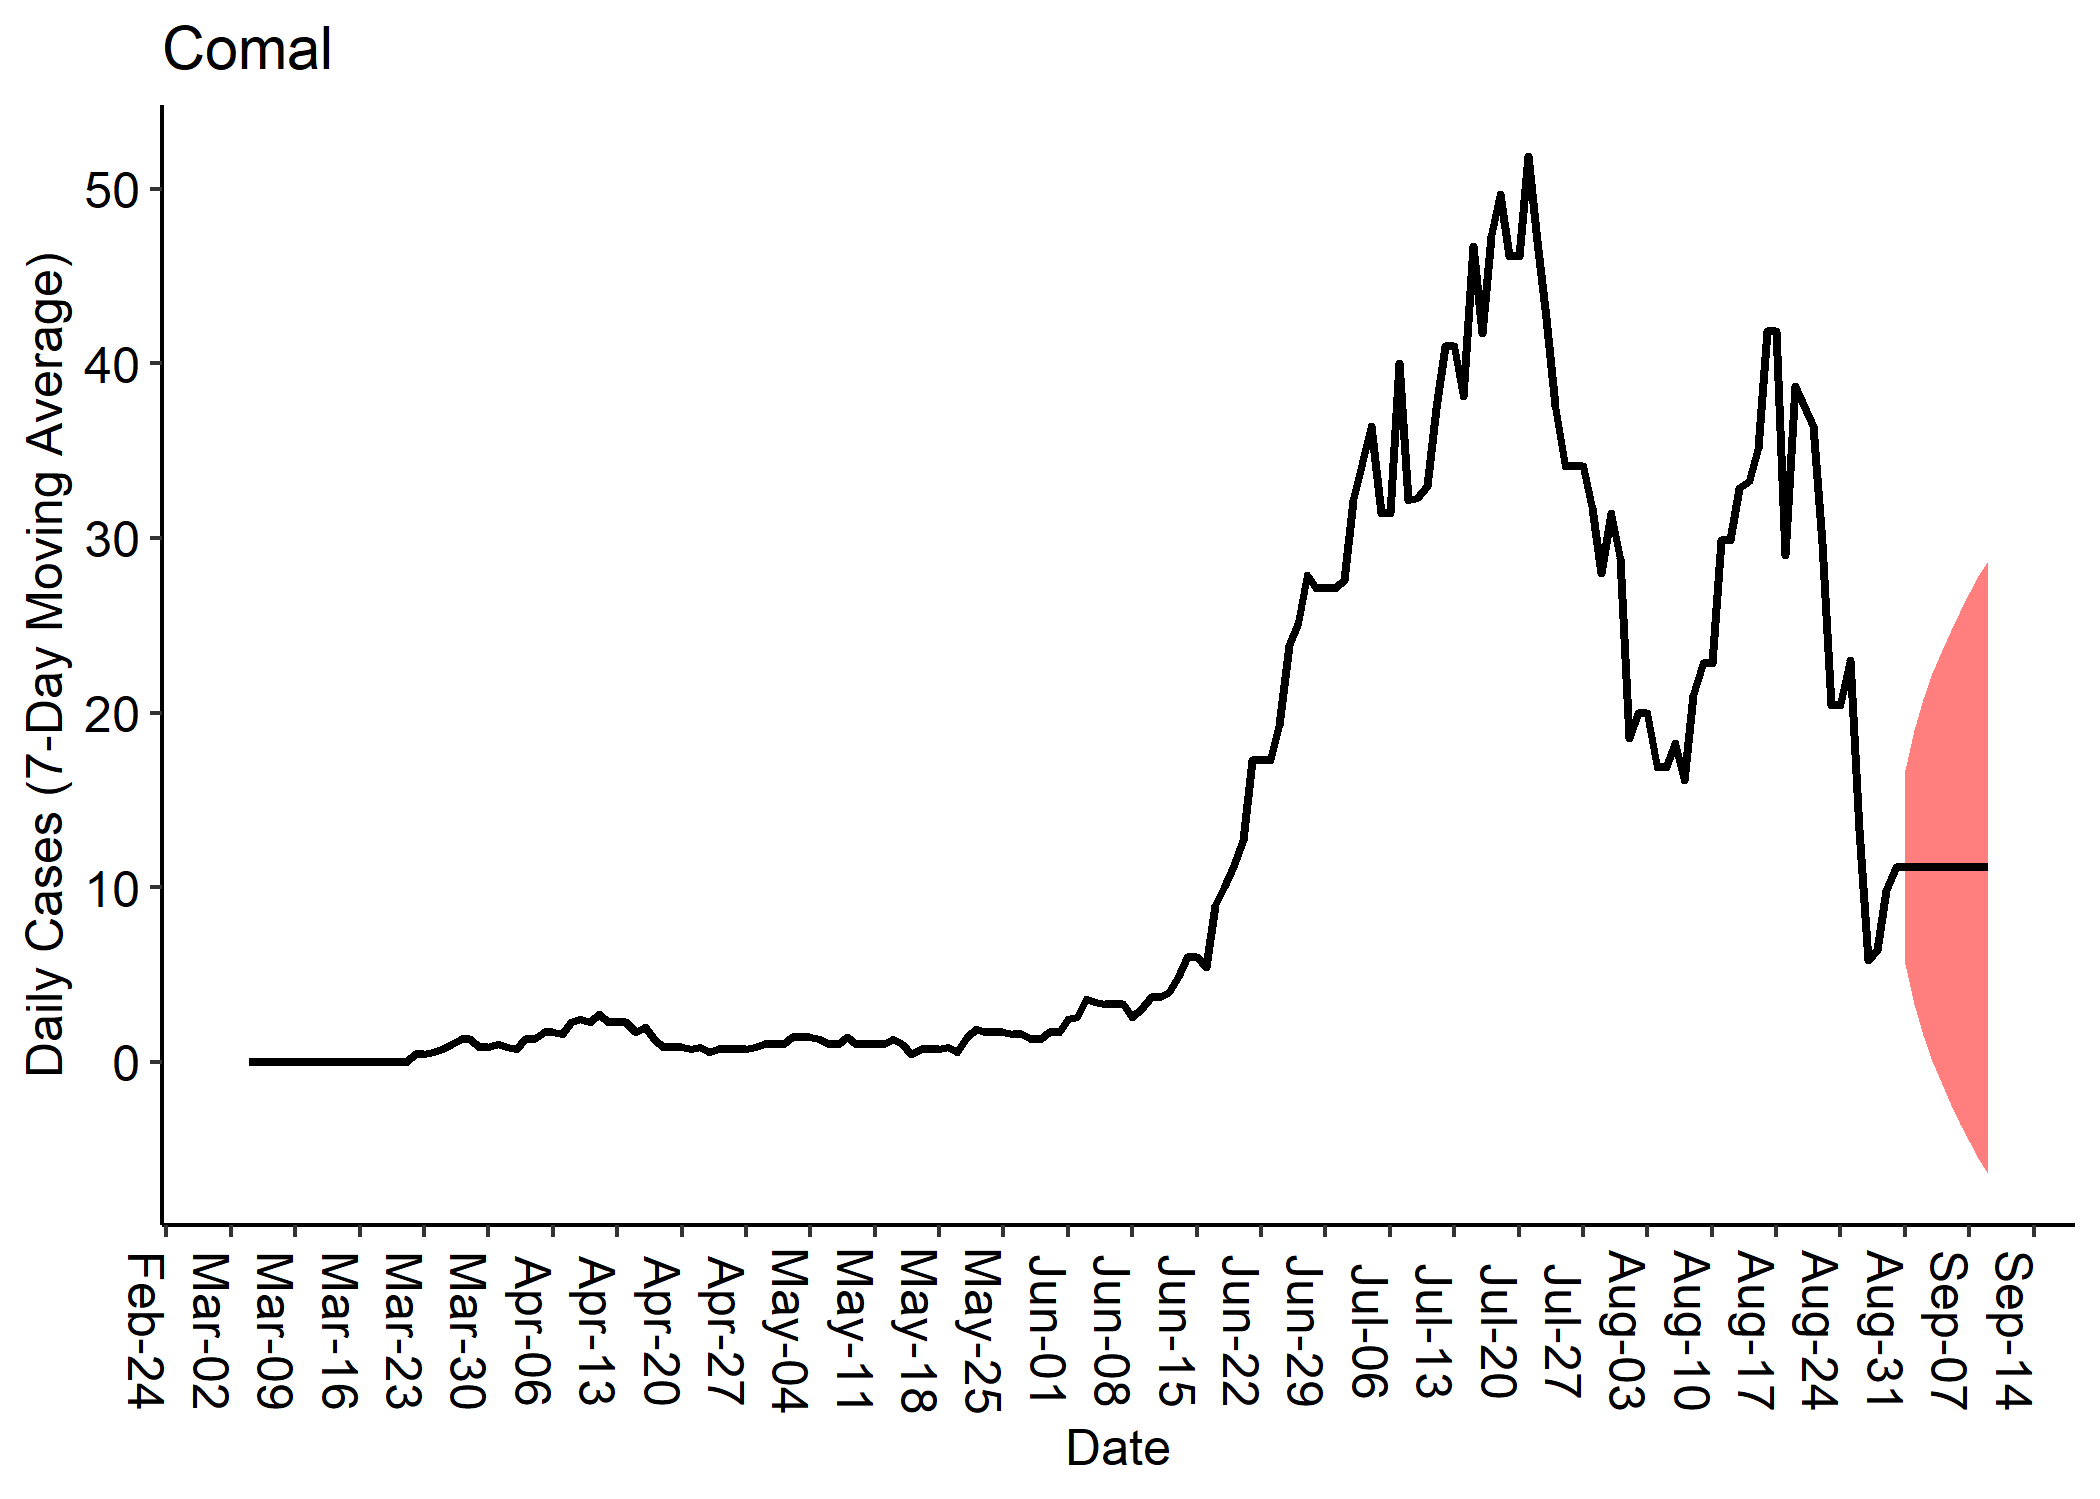 Comal
Daily Cases (7-Day Moving Average)
50
40
30
20
10
0
Feb-24
Mar-02
Mar-09
Mar-16
Mar-23
Mar-30
Apr-06
Apr-13
Apr-20
Apr-27
May-04
May-11
May-18
May-25
Jun-01
Jun-08
Jun-15
Jun-22
Jun-29
Jul-06
Jul-13
Jul-20
Jul-27
Aug-03
Aug-10
Aug-17
Aug-24
Aug-31
Sep-07
Sep-14
Date